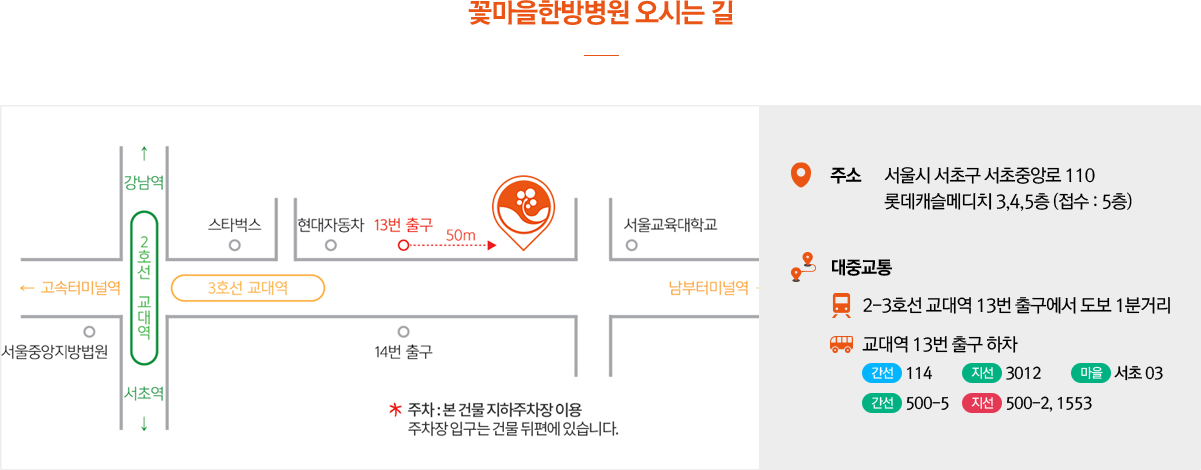 꽃마을한방병원 오시는 길
↑
강남역
2호선 교대역
서초역
↓
← 고속터미널역
3호선 교대역
남부터미널역
스타벅스
현대자동차
13번 출구
50m
서울교육대학교
서울중앙지방법원
14번 출구
* 주차 : 본 건물 지하주차장 이용
주차장 입구는 건물 뒤편에 있습니다.
주소 서울시 서초구 서초중앙로 110
롯데캐슬메디치 3,4,5층 (접수 : 5층)
대중교통
2-3호선 교대역 13번 출구에서 도보 1분거리
교대역 13번 출구 하차
간선 114 지선 3012 마을 서초 03
간선 500-5 지선 500-2, 1553